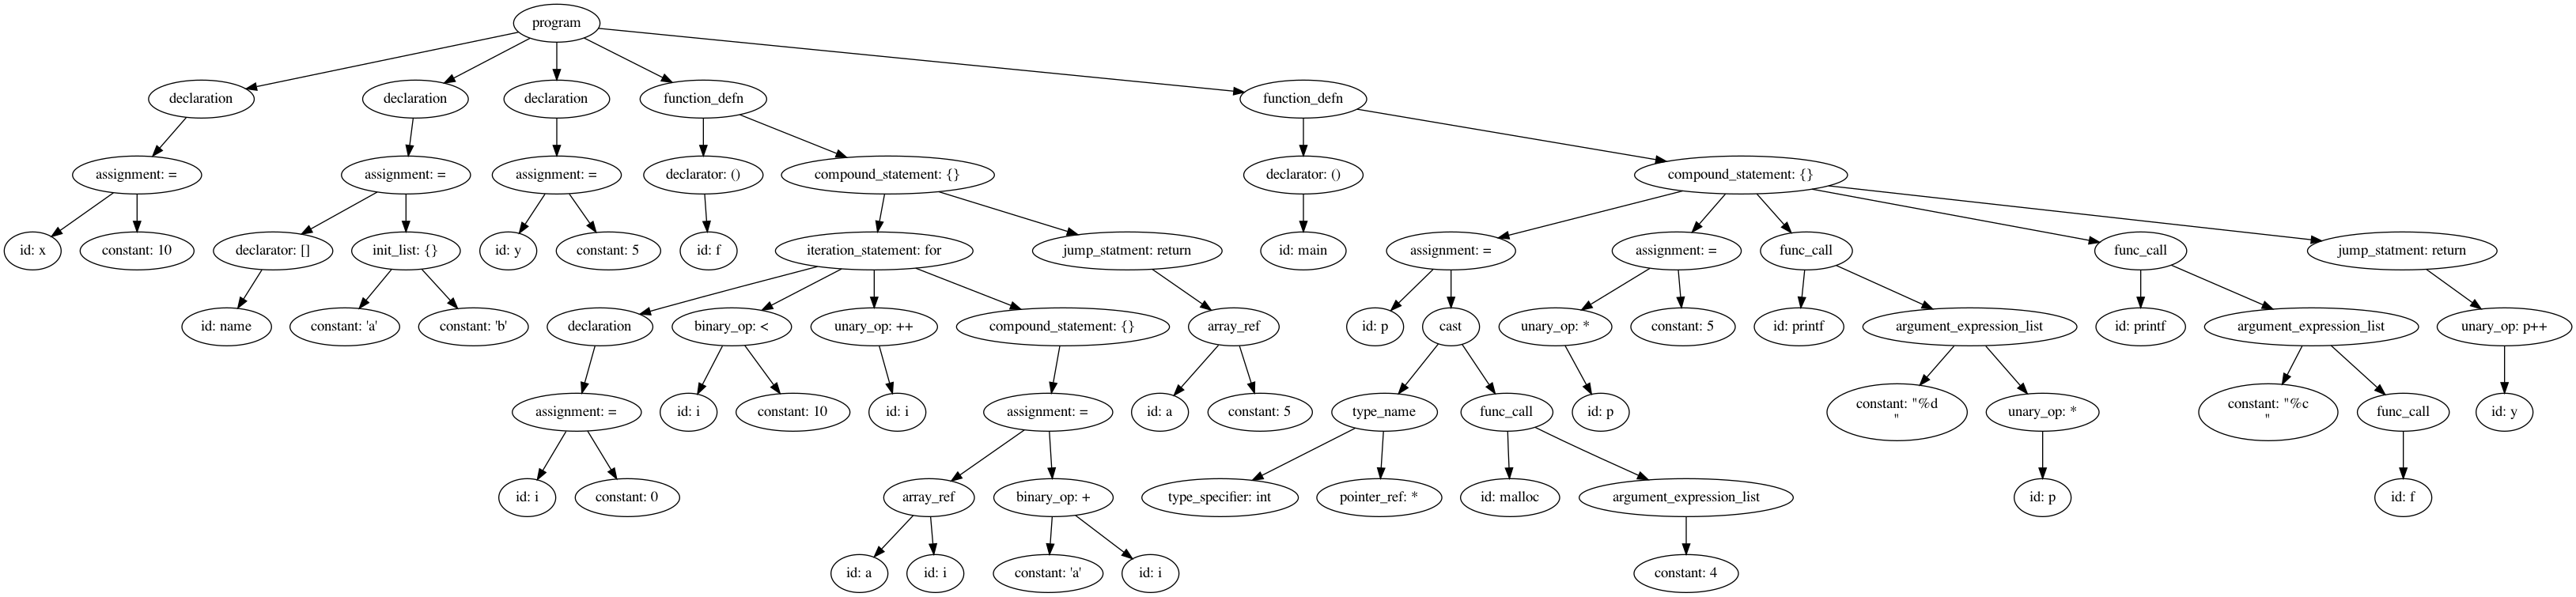 program
declaration
declaration
declaration
function_defn
function_defn
assignment: =
assignment: =
assignment: =
declarator: ()
compound_statement: {}
declarator: ()
compound_statement: {}
id: x
constant: 10
declarator: []
init_list: {}
id: y
constant: 5
id: f
iteration_statement: for
jump_statment: return
id: main
assignment: =
assignment: =
func_call
func_call
jump_statment: return
id: name
constant: 'a'
constant: 'b'
declaration
binary_op: <
unary_op: ++
compound_statement: {}
array_ref
id: p
cast
unary_op: *
constant: 5
id: printf
argument_expression_list
id: printf
argument_expression_list
unary_op: p++
assignment: =
id: i
constant: 10
id: i
assignment: =
id: a
constant: 5
type_name
func_call
id: p
constant: "%d
"
unary_op: *
constant: "%c
"
func_call
id: y
id: i
constant: 0
array_ref
binary_op: +
type_specifier: int
pointer_ref: *
id: malloc
argument_expression_list
id: p
id: f
id: a
id: i
constant: 'a'
id: i
constant: 4